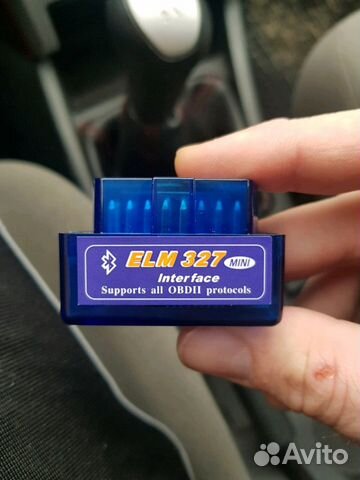 ELM 327 MINI
Interface
Supports all OBDII protocols
Avito